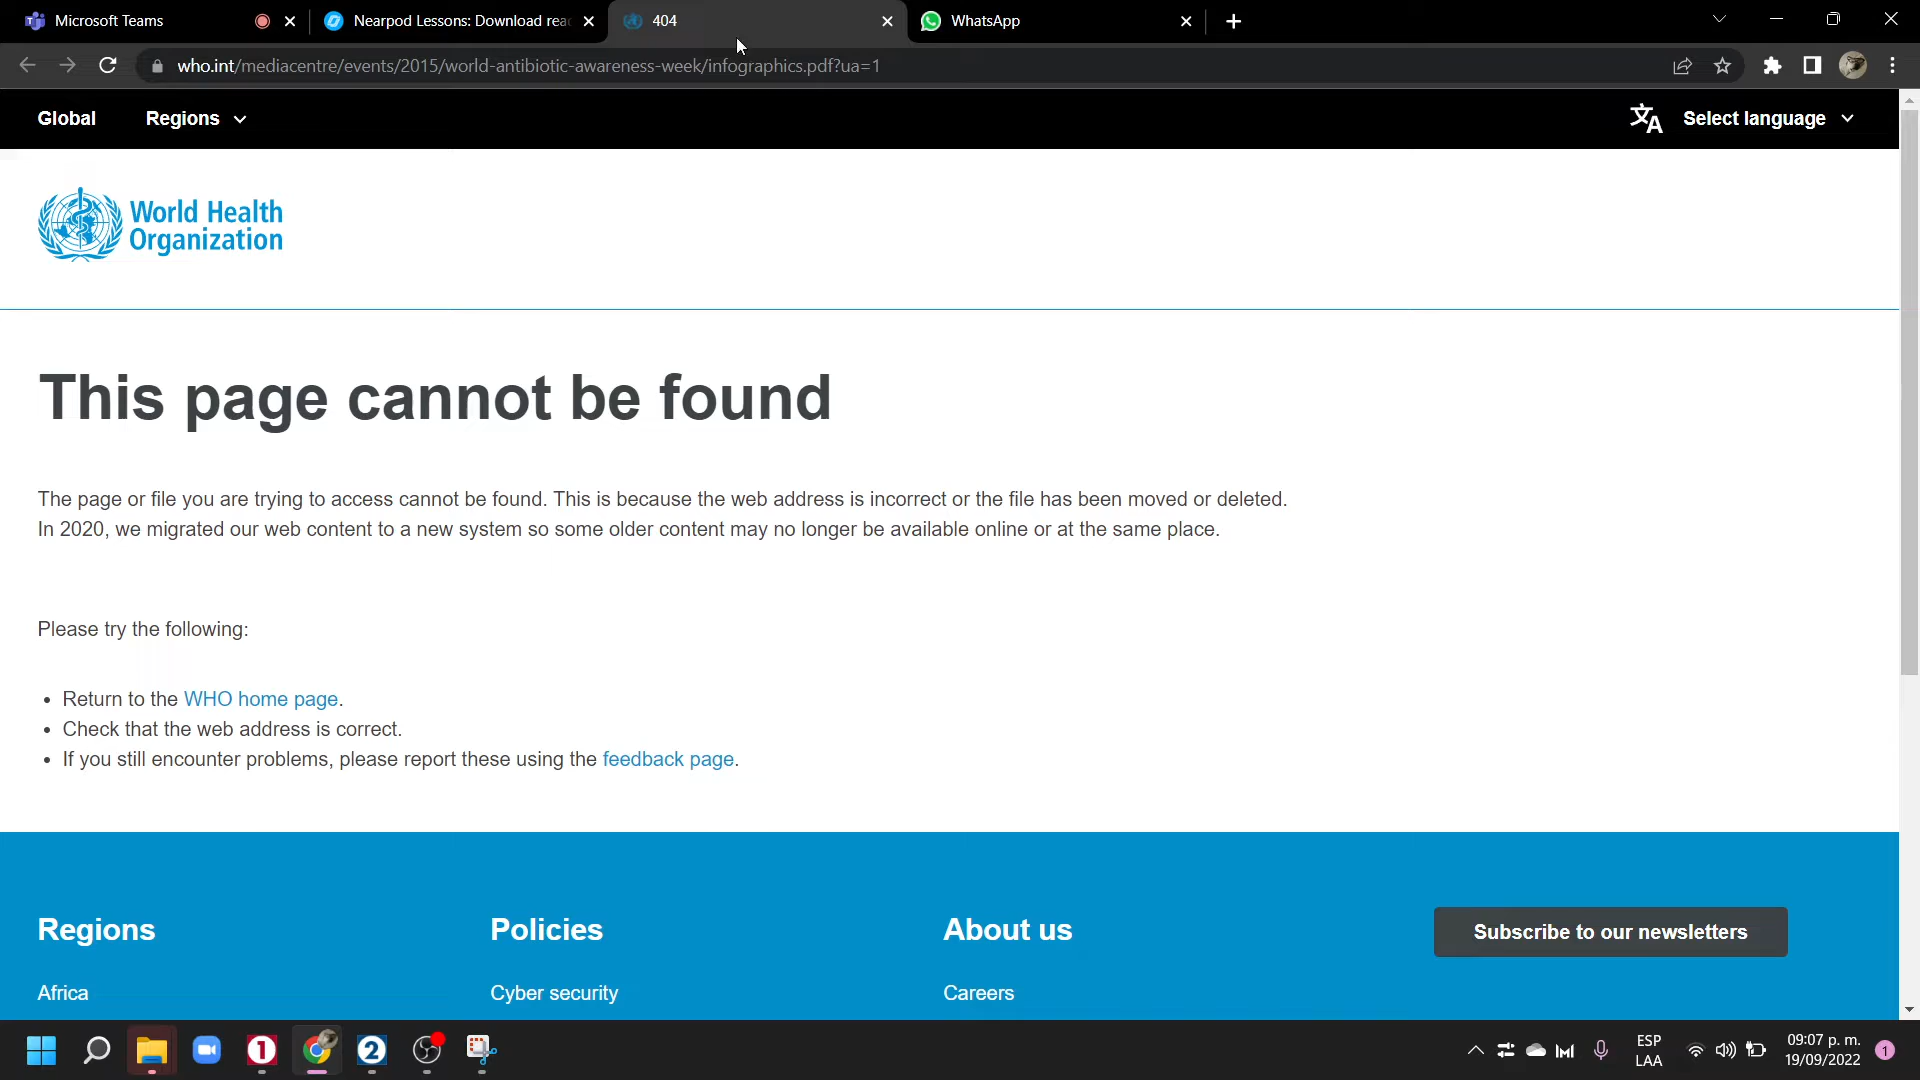 Microsoft Teams
Nearpod Lessons: Download rea
404
WhatsApp
who.int/mediacentre/events/2015/world-antibiotic-awareness-week/infographics.pdf?ua=1
Global
Regions
文A
Select language
World Health
Organization
This page cannot be found
The page or file you are trying to access cannot be found. This is because the web address is incorrect or the file has been moved or deleted.
In 2020, we migrated our web content to a new system so some older content may no longer be available online or at the same place.
Please try the following:
• Return to the WHO home page.
• Check that the web address is correct.
• If you still encounter problems, please report these using the feedback page.
Regions
Policies
About us
Subscribe to our newsletters
Africa
Cyber security
Careers
1
2
ESP
LAA
09:07 p. m.
19/09/2022
1